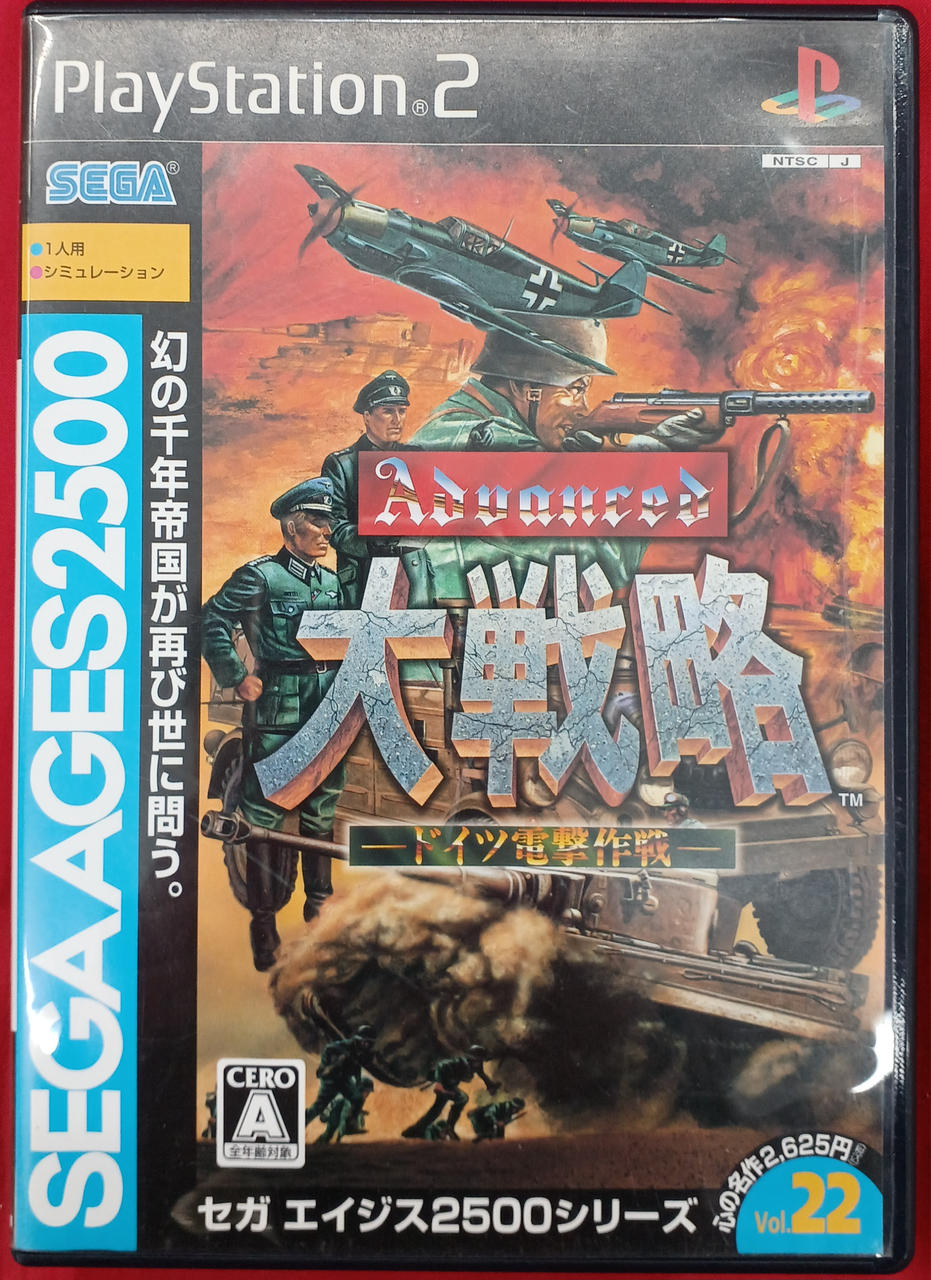 PlayStation®2
NTSC J
SEGA®
●1人用
●シミュレーション
SEGA AGES 2500
幻の千年帝国が再び世に問う。
Advanced
大戦略
TM
―ドイツ電撃作戦―
CERO
A
全年齢対象
セガ エイジス2500シリーズ
心の名作2,625円
Vol.22